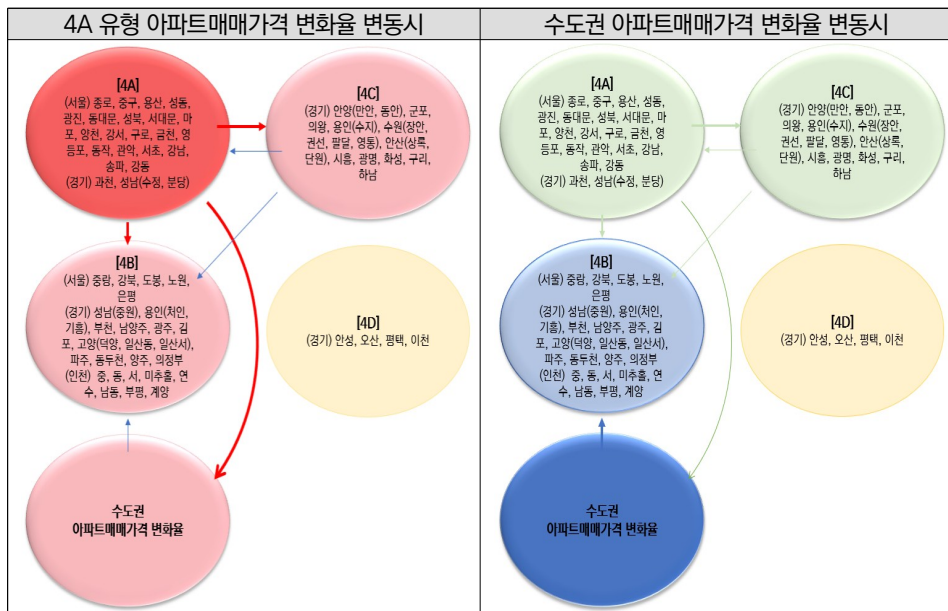 4A 유형 아파트매매가격 변화율 변동시
[4A]
(서울) 종로, 중구, 용산, 성동,
광진, 동대문, 성북, 서대문, 마
포, 양천, 강서, 구로, 금천, 영
등포, 동작, 관악, 서초, 강남,
송파, 강동
(경기) 과천, 성남(수정, 분당)
[4C]
(경기) 안양(만안, 동안), 군포,
의왕, 용인(수지), 수원(장안,
권선, 팔달, 영통), 안산(상록,
단원), 시흥, 광명, 화성, 구리,
하남
[4B]
(서울) 중랑, 강북, 도봉, 노원,
은평
(경기) 성남(중원), 용인(처인,
기흥), 부천, 남양주, 광주, 김
포, 고양(덕양, 일산동, 일산서),
파주, 동두천, 양주, 의정부
(인천) 중, 동, 서, 미추홀, 연
수, 남동, 부평, 계양
[4D]
(경기) 안성, 오산, 평택, 이천
수도권
아파트매매가격 변화율
수도권 아파트매매가격 변화율 변동시
[4A]
(서울) 종로, 중구, 용산, 성동,
광진, 동대문, 성북, 서대문, 마
포, 양천, 강서, 구로, 금천, 영
등포, 동작, 관악, 서초, 강남,
송파, 강동
(경기) 과천, 성남(수정, 분당)
[4C]
(경기) 안양(만안, 동안), 군포,
의왕, 용인(수지), 수원(장안,
권선, 팔달, 영통), 안산(상록,
단원), 시흥, 광명, 화성, 구리,
하남
[4B]
(서울) 중랑, 강북, 도봉, 노원,
은평
(경기) 성남(중원), 용인(처인,
기흥), 부천, 남양주, 광주, 김
포, 고양(덕양, 일산동, 일산서),
파주, 동두천, 양주, 의정부
(인천) 중, 동, 서, 미추홀, 연
수, 남동, 부평, 계양
[4D]
(경기) 안성, 오산, 평택, 이천
수도권
아파트매매가격 변화율